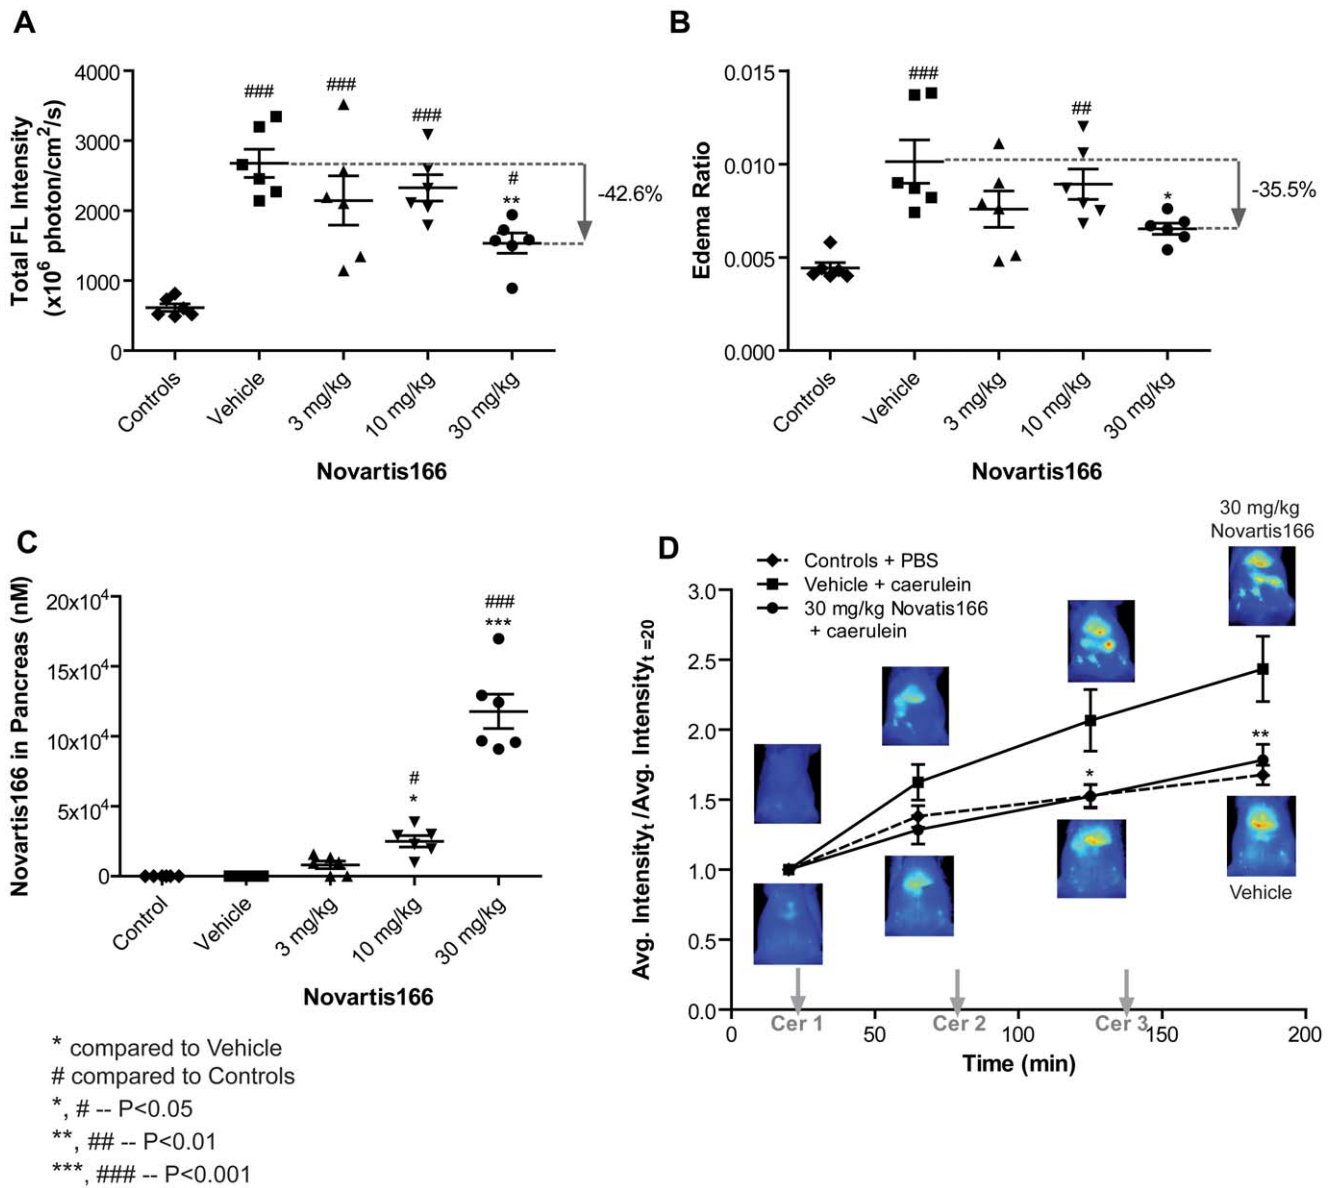 A
Total FL Intensity
(x10⁶ photon/cm²/s)
4000
3000
2000
1000
0
###
###
###
#
**
-42.6%
Controls
Vehicle
3 mg/kg
10 mg/kg
30 mg/kg
Novartis166
B
Edema Ratio
0.015
0.010
0.005
0.000
###
##
*
-35.5%
Controls
Vehicle
3 mg/kg
10 mg/kg
30 mg/kg
Novartis166
C
Novartis166 in Pancreas (nM)
20x10⁴
15x10⁴
10x10⁴
5x10⁴
0
#
*
###
***
Control
Vehicle
3 mg/kg
10 mg/kg
30 mg/kg
Novartis166
* compared to Vehicle
# compared to Controls
*, # -- P<0.05
**, ## -- P<0.01
***, ### -- P<0.001
D
Controls + PBS
Vehicle + caerulein
30 mg/kg Novatis166
+ caerulein
30 mg/kg
Novartis166
Avg. Intensityₜ /Avg. Intensityₜ ₌₂₀
3.0
2.5
2.0
1.5
1.0
0.5
0.0
*
**
Vehicle
Cer 1
Cer 2
Cer 3
0
50
100
150
200
Time (min)